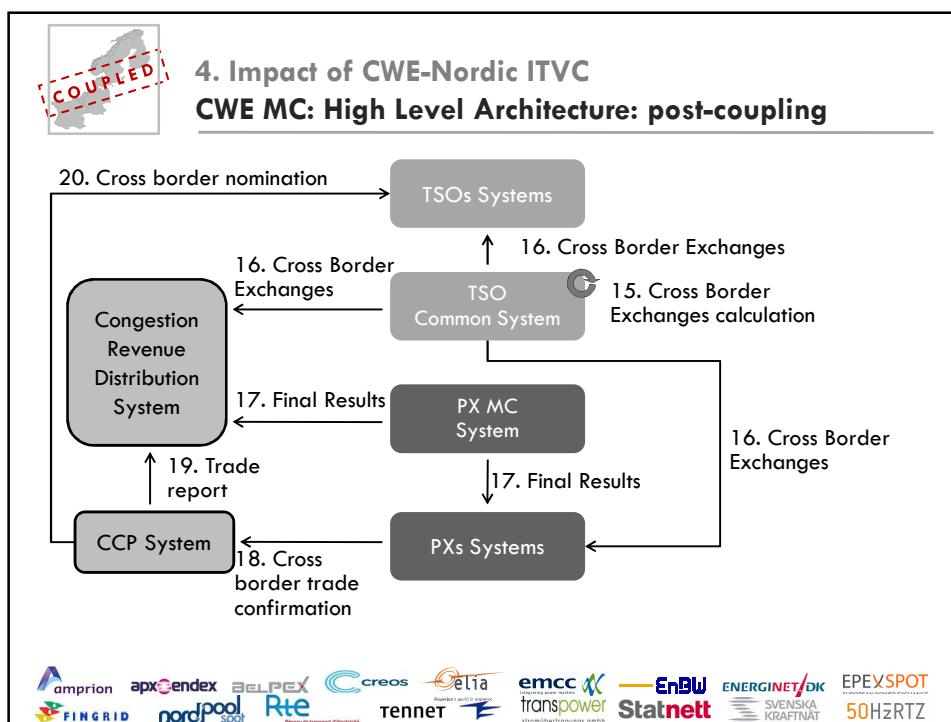 COUPLED
4. Impact of CWE-Nordic ITVC
CWE MC: High Level Architecture: post-coupling
20. Cross border nomination
TSOs Systems
16. Cross Border Exchanges
16. Cross Border
Exchanges
TSO
Common System
15. Cross Border
Exchanges calculation
Congestion
Revenue
Distribution
System
17. Final Results
PX MC
System
16. Cross Border
Exchanges
19. Trade
report
17. Final Results
CCP System
PXs Systems
18. Cross
border trade
confirmation
amprion
apx endex
BELPEX
creos
elia
emcc
EnBW
ENERGINET/DK
EPEXSPOT
FINGRID
nord pool
spot
Rte
TENNET
transpower
Statnett
SVENSKA
KRAFTNÄT
50HERTZ